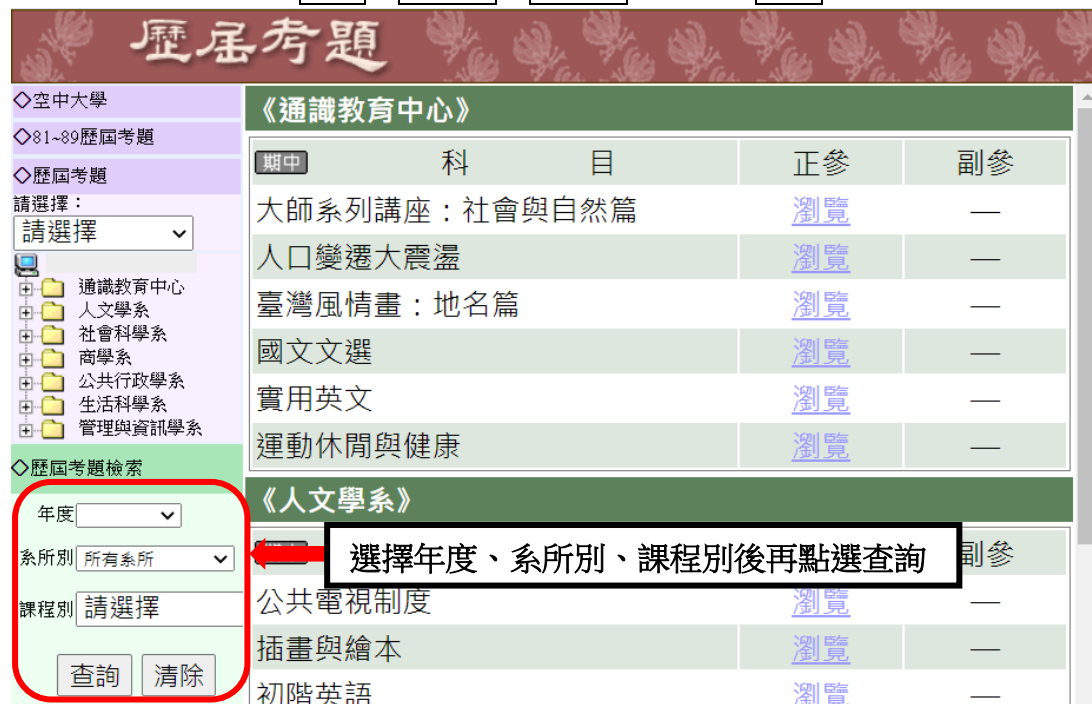 歷屆考題
◇空中大學
◇81~89歷屆考題
◇歷屆考題
請選擇：
請選擇
通識教育中心
人文學系
社會科學系
商學系
公共行政學系
生活科學系
管理與資訊學系
◇歷屆考題檢索
年度
系所別 所有系所
課程別 請選擇
查詢 清除
《通識教育中心》
期中 科 目 正參 副參
大師系列講座：社會與自然篇 瀏覽 —
人口變遷大震盪 瀏覽 —
臺灣風情畫：地名篇 瀏覽 —
國文文選 瀏覽 —
實用英文 瀏覽 —
運動休閒與健康 瀏覽 —
《人文學系》
選擇年度、系所別、課程別後再點選查詢
副參
公共電視制度 瀏覽 —
插畫與繪本 瀏覽 —
初階英語 瀏覽 —